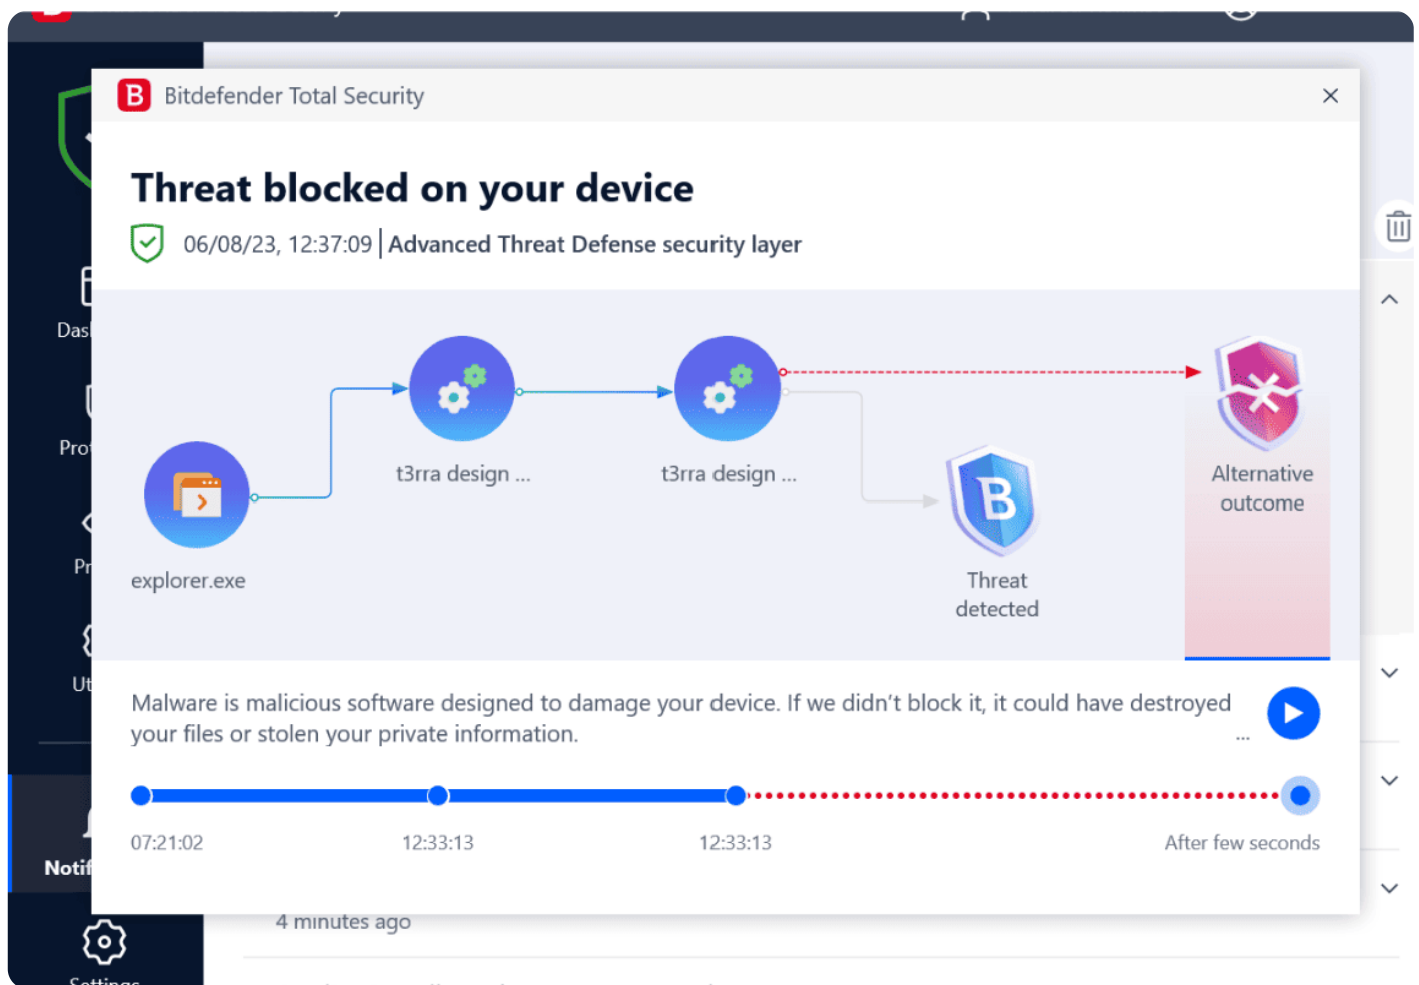 B Bitdefender Total Security
Threat blocked on your device
06/08/23, 12:37:09 | Advanced Threat Defense security layer
t3rra design ...
t3rra design ...
Alternative
outcome
explorer.exe
B
Threat
detected
Malware is malicious software designed to damage your device. If we didn't block it, it could have destroyed
your files or stolen your private information.
...
07:21:02
12:33:13
12:33:13
After few seconds
Das
Prot
Pr
Ut
Notif
4 minutes ago
Settings